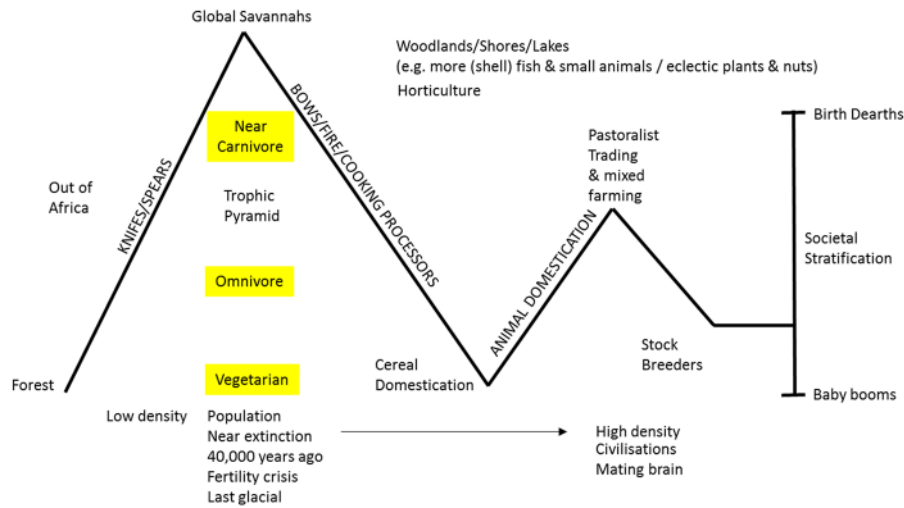 Global Savannahs
Woodlands/Shores/Lakes
(e.g. more (shell) fish & small animals / eclectic plants & nuts)
Horticulture
KNIFES/SPEARS
BOWS/FIRE/COOKING PROCESSORS
Near
Carnivore
Birth Dearths
Pastoralist
Trading
& mixed
farming
Out of
Africa
Trophic
Pyramid
ANIMAL DOMESTICATION
Societal
Stratification
Omnivore
Stock
Breeders
Cereal
Domestication
Forest
Vegetarian
Baby booms
Low density
Population
Near extinction
40,000 years ago
Fertility crisis
Last glacial
High density
Civilisations
Mating brain